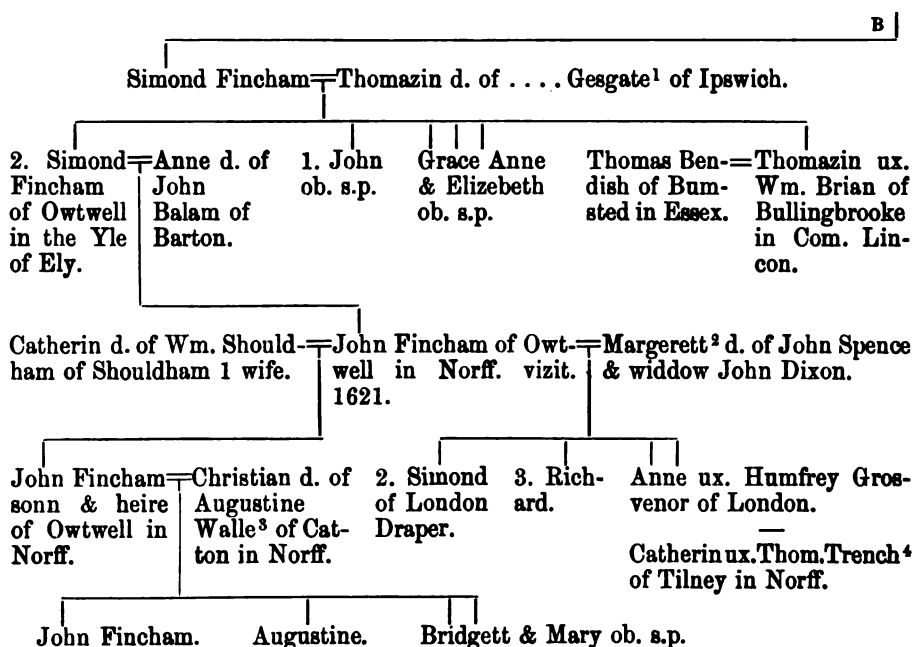 B
Simond Fincham=Thomazin d. of .... Gesgate¹ of Ipswich.
2. Simond
Fincham
of Owtwell
in the Yle
of Ely.
=Anne d. of
John
Balam of
Barton.
1. John
ob. s.p.
Grace Anne
& Elizebeth
ob. s.p.
Thomas Ben-
dish of Bum-
sted in Essex.
=Thomazin ux.
Wm. Brian of
Bullingbrooke
in Com. Lin-
con.
Catherin d. of Wm. Should-
ham of Shouldham 1 wife.
=John Fincham of Owt-
well in Norff. vizit.
1621.
=Margerett² d. of John Spence
& widdow John Dixon.
John Fincham
sonn & heire
of Owtwell in
Norff.
=Christian d. of
Augustine
Walle³ of Cat-
ton in Norff.
2. Simond
of London
Draper.
3. Rich-
ard.
Anne ux. Humfrey Gros-
venor of London.
Catherin ux. Thom. Trench⁴
of Tilney in Norff.
John Fincham.
Augustine.
Bridgett & Mary ob. s.p.